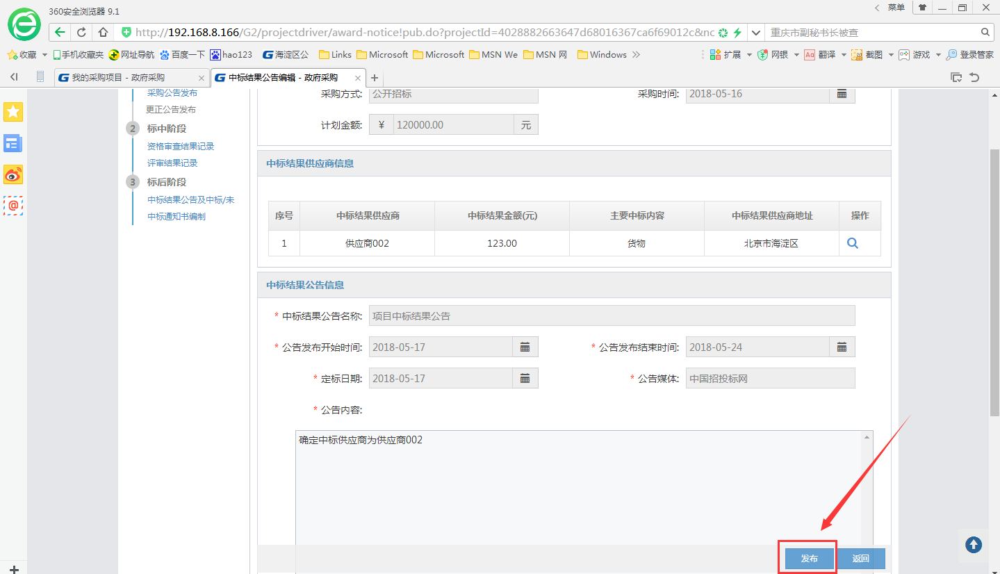 360安全浏览器 9.1
菜单
http://192.168.8.166/G2/projectdriver/award-notice!pub.do?projectId=4028882663647d68016367ca6f69012c&nc
重庆市副秘书长被查
收藏 手机收藏夹 网址导航 百度一下 hao123 海淀区公 Links Microsoft Microsoft MSN We MSN 网 Windows
扩展 网银 翻译 截图 游戏 登录管家
我的采购项目 - 政府采购
中标结果公告编辑 - 政府采购
采购公告发布
更正公告发布
2 标中阶段
资格审查结果记录
评审结果记录
3 标后阶段
中标结果公告及中标/未
中标通知书编制
采购方式: 公开招标 采购时间: 2018-05-16
计划金额: ¥ 120000.00 元
中标结果供应商信息
序号 中标结果供应商 中标结果金额(元) 主要中标内容 中标结果供应商地址 操作
1 供应商002 123.00 货物 北京市海淀区
中标结果公告信息
* 中标结果公告名称: 项目中标结果公告
* 公告发布开始时间: 2018-05-17 * 公告发布结束时间: 2018-05-24
* 定标日期: 2018-05-17 * 公告媒体: 中国招投标网
* 公告内容:
确定中标供应商为供应商002
发布 返回